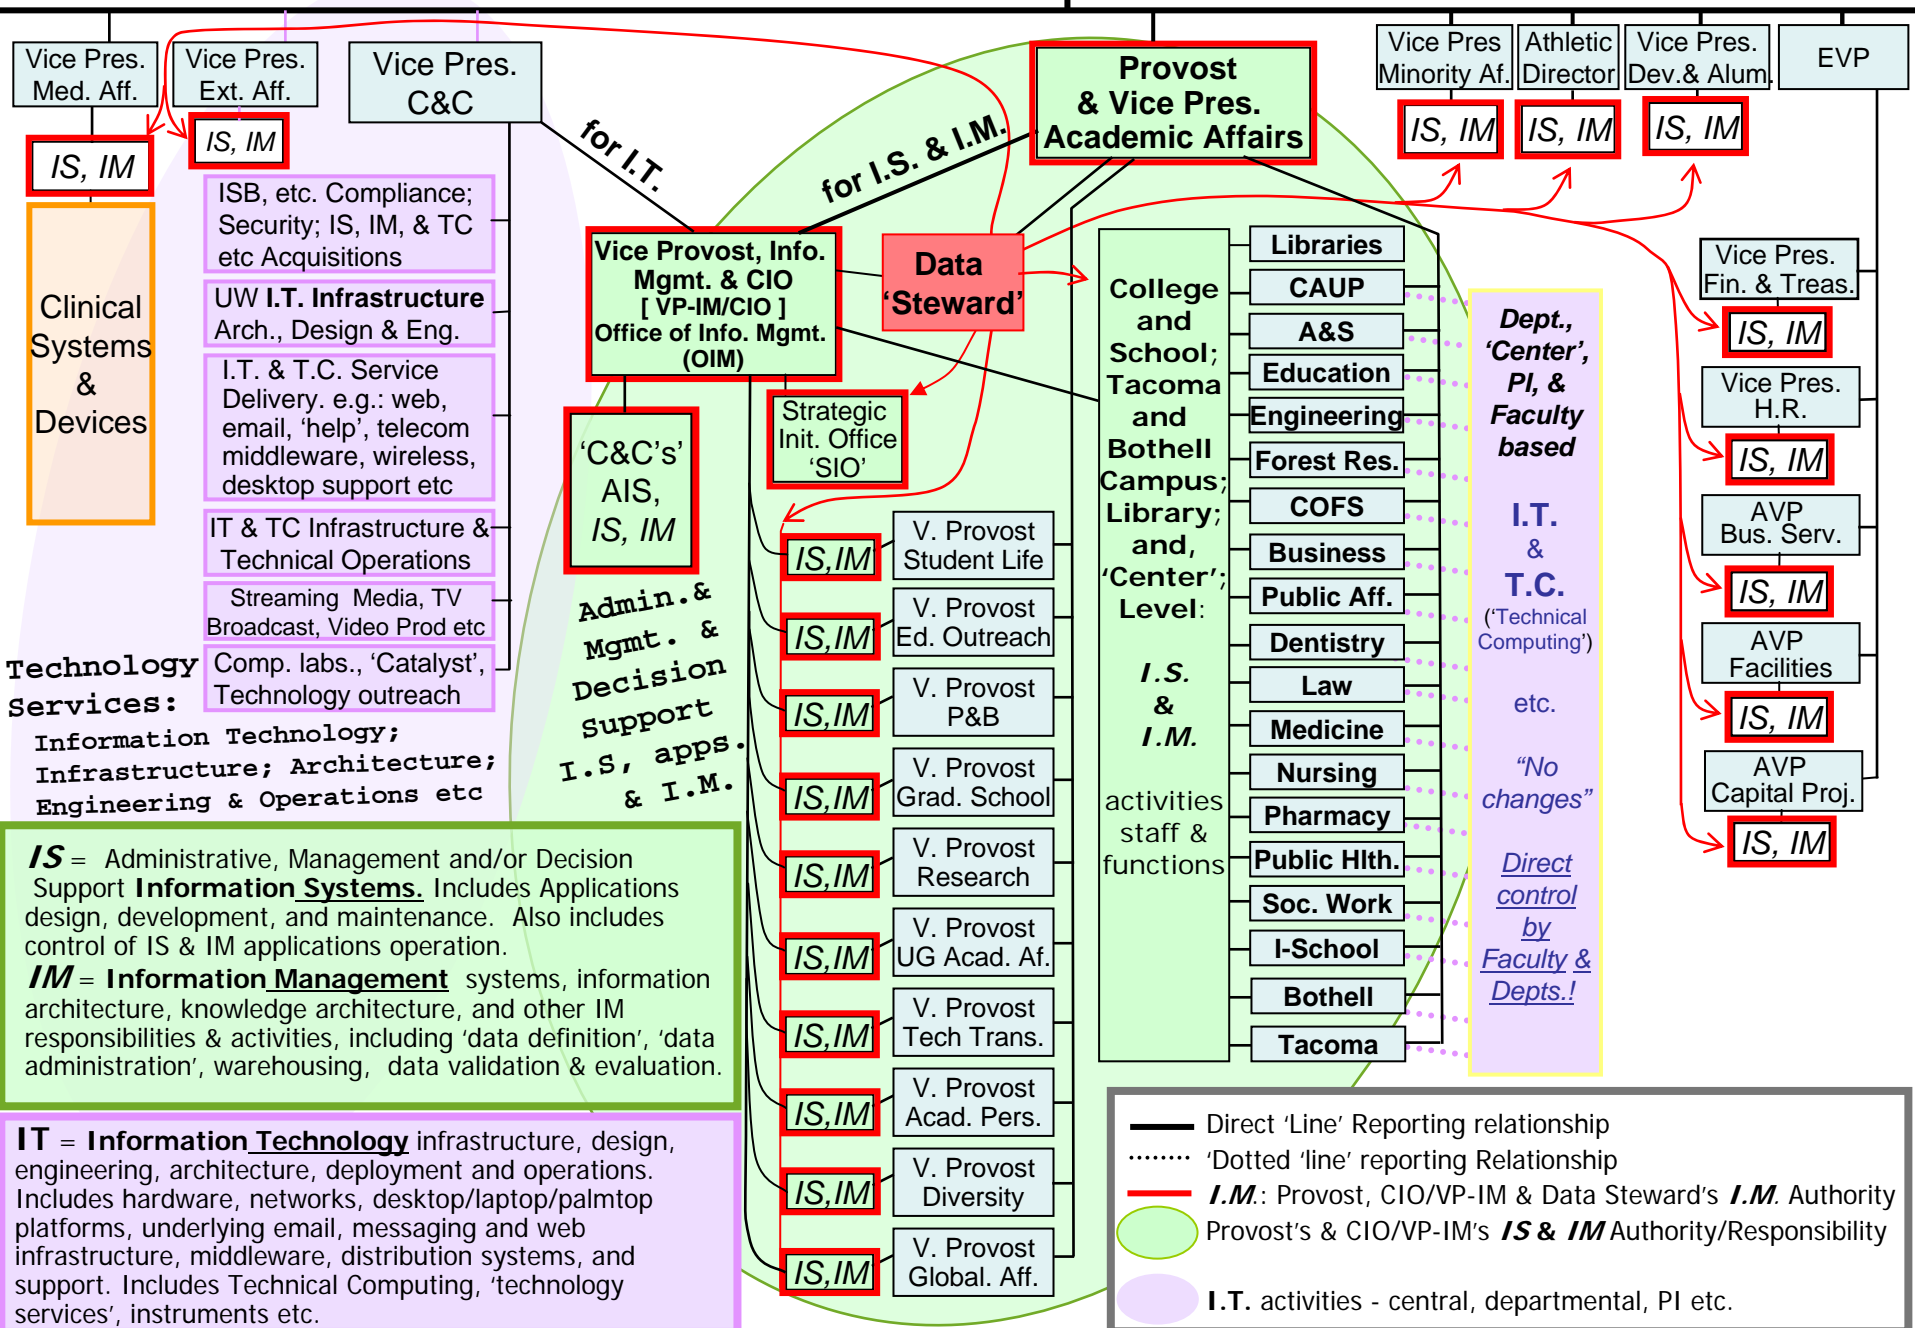 Vice Pres.
Med. Aff.
IS, IM
Clinical
Systems
&
Devices
Vice Pres.
Ext. Aff.
IS, IM
Vice Pres.
C&C
ISB, etc. Compliance;
Security; IS, IM, & TC
etc Acquisitions
UW I.T. Infrastructure
Arch., Design & Eng.
I.T. & T.C. Service
Delivery. e.g.: web,
email, ‘help’, telecom
middleware, wireless,
desktop support etc
IT & TC Infrastructure &
Technical Operations
Streaming Media, TV
Broadcast, Video Prod etc
Comp. labs., ‘Catalyst’,
Technology outreach
Technology
Services:
Information Technology;
Infrastructure; Architecture;
Engineering & Operations etc
for I.T.
for I.S. & I.M.
Provost
& Vice Pres.
Academic Affairs
Vice Provost, Info.
Mgmt. & CIO
[ VP-IM/CIO ]
Office of Info. Mgmt.
(OIM)
Data
‘Steward’
‘C&C’s’
AIS,
IS, IM
Strategic
Init. Office
‘SIO’
Admin.&
Mgmt. &
Decision
Support
I.S, apps.
& I.M.
IS,IM
V. Provost
Student Life
IS,IM
V. Provost
Ed. Outreach
IS,IM
V. Provost
P&B
IS,IM
V. Provost
Grad. School
IS,IM
V. Provost
Research
IS,IM
V. Provost
UG Acad. Af.
IS,IM
V. Provost
Tech Trans.
IS,IM
V. Provost
Acad. Pers.
IS,IM
V. Provost
Diversity
IS,IM
V. Provost
Global. Aff.
College
and
School;
Tacoma
and
Bothell
Campus;
Library;
and,
‘Center’;
Level:
I.S.
&
I.M.
activities
staff &
functions
Libraries
CAUP
A&S
Education
Engineering
Forest Res.
COFS
Business
Public Aff.
Dentistry
Law
Medicine
Nursing
Pharmacy
Public Hlth.
Soc. Work
I-School
Bothell
Tacoma
Dept.,
‘Center’,
PI, &
Faculty
based
I.T.
&
T.C.
(‘Technical
Computing’)
etc.
“No
changes”
Direct
control
by
Faculty &
Depts.!
Vice Pres
Minority Af.
IS, IM
Athletic
Director
IS, IM
Vice Pres.
Dev.& Alum.
IS, IM
EVP
Vice Pres.
Fin. & Treas.
IS, IM
Vice Pres.
H.R.
IS, IM
AVP
Bus. Serv.
IS, IM
AVP
Facilities
IS, IM
AVP
Capital Proj.
IS, IM
IS = Administrative, Management and/or Decision
Support Information Systems. Includes Applications
design, development, and maintenance. Also includes
control of IS & IM applications operation.
IM = Information Management systems, information
architecture, knowledge architecture, and other IM
responsibilities & activities, including ‘data definition’, ‘data
administration’, warehousing, data validation & evaluation.
IT = Information Technology infrastructure, design,
engineering, architecture, deployment and operations.
Includes hardware, networks, desktop/laptop/palmtop
platforms, underlying email, messaging and web
infrastructure, middleware, distribution systems, and
support. Includes Technical Computing, ‘technology
services’, instruments etc.
Direct ‘Line’ Reporting relationship
‘Dotted ‘line’ reporting Relationship
I.M.: Provost, CIO/VP-IM & Data Steward’s I.M. Authority
Provost’s & CIO/VP-IM’s IS & IM Authority/Responsibility
I.T. activities - central, departmental, PI etc.